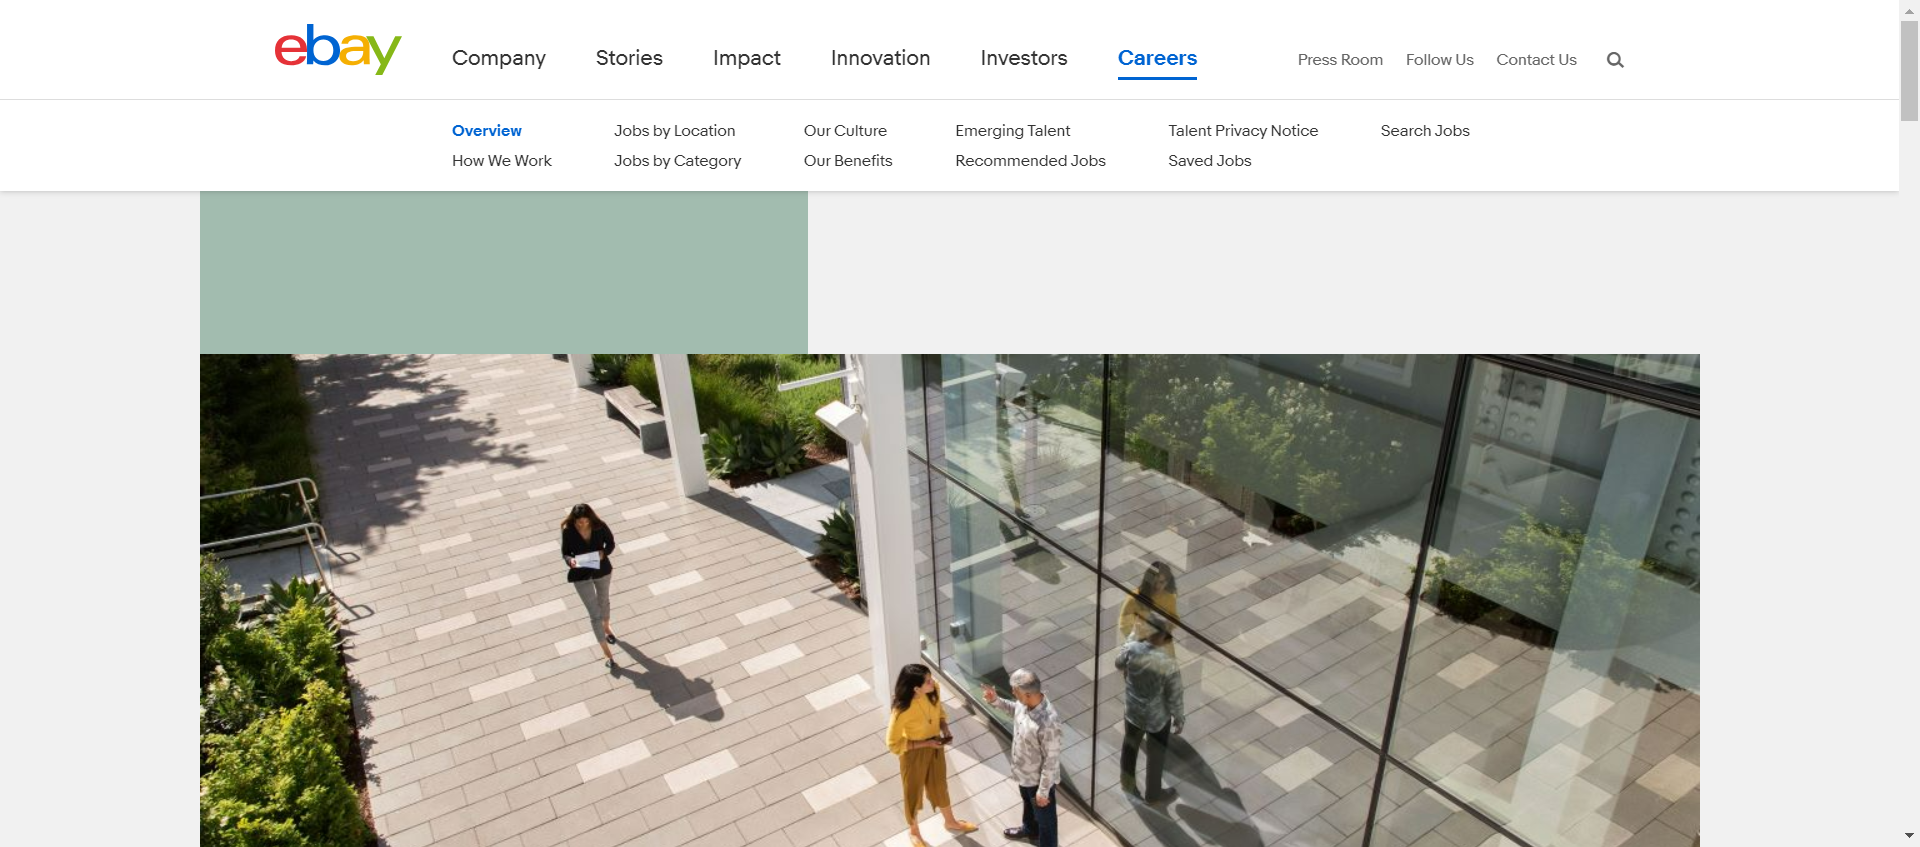 ebay
Company Stories Impact Innovation Investors Careers Press Room Follow Us Contact Us
Overview Jobs by Location Our Culture Emerging Talent Talent Privacy Notice Search Jobs
How We Work Jobs by Category Our Benefits Recommended Jobs Saved Jobs